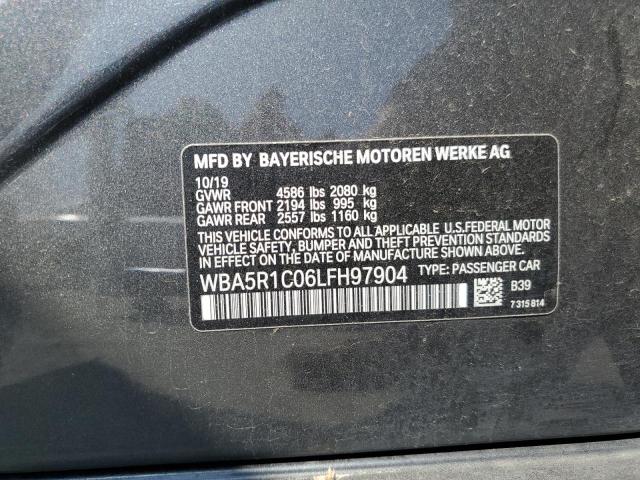 MFD BY BAYERISCHE MOTOREN WERKE AG
10/19
GVWR 4586 lbs 2080 kg
GAWR FRONT 2194 lbs 995 kg
GAWR REAR 2557 lbs 1160 kg
THIS VEHICLE CONFORMS TO ALL APPLICABLE U.S.FEDERAL MOTOR
VEHICLE SAFETY, BUMPER AND THEFT PREVENTION STANDARDS
IN EFFECT ON THE DATE OF MANUFACTURE SHOWN ABOVE.
WBA5R1C06LFH97904 TYPE: PASSENGER CAR
B39
7 315 814